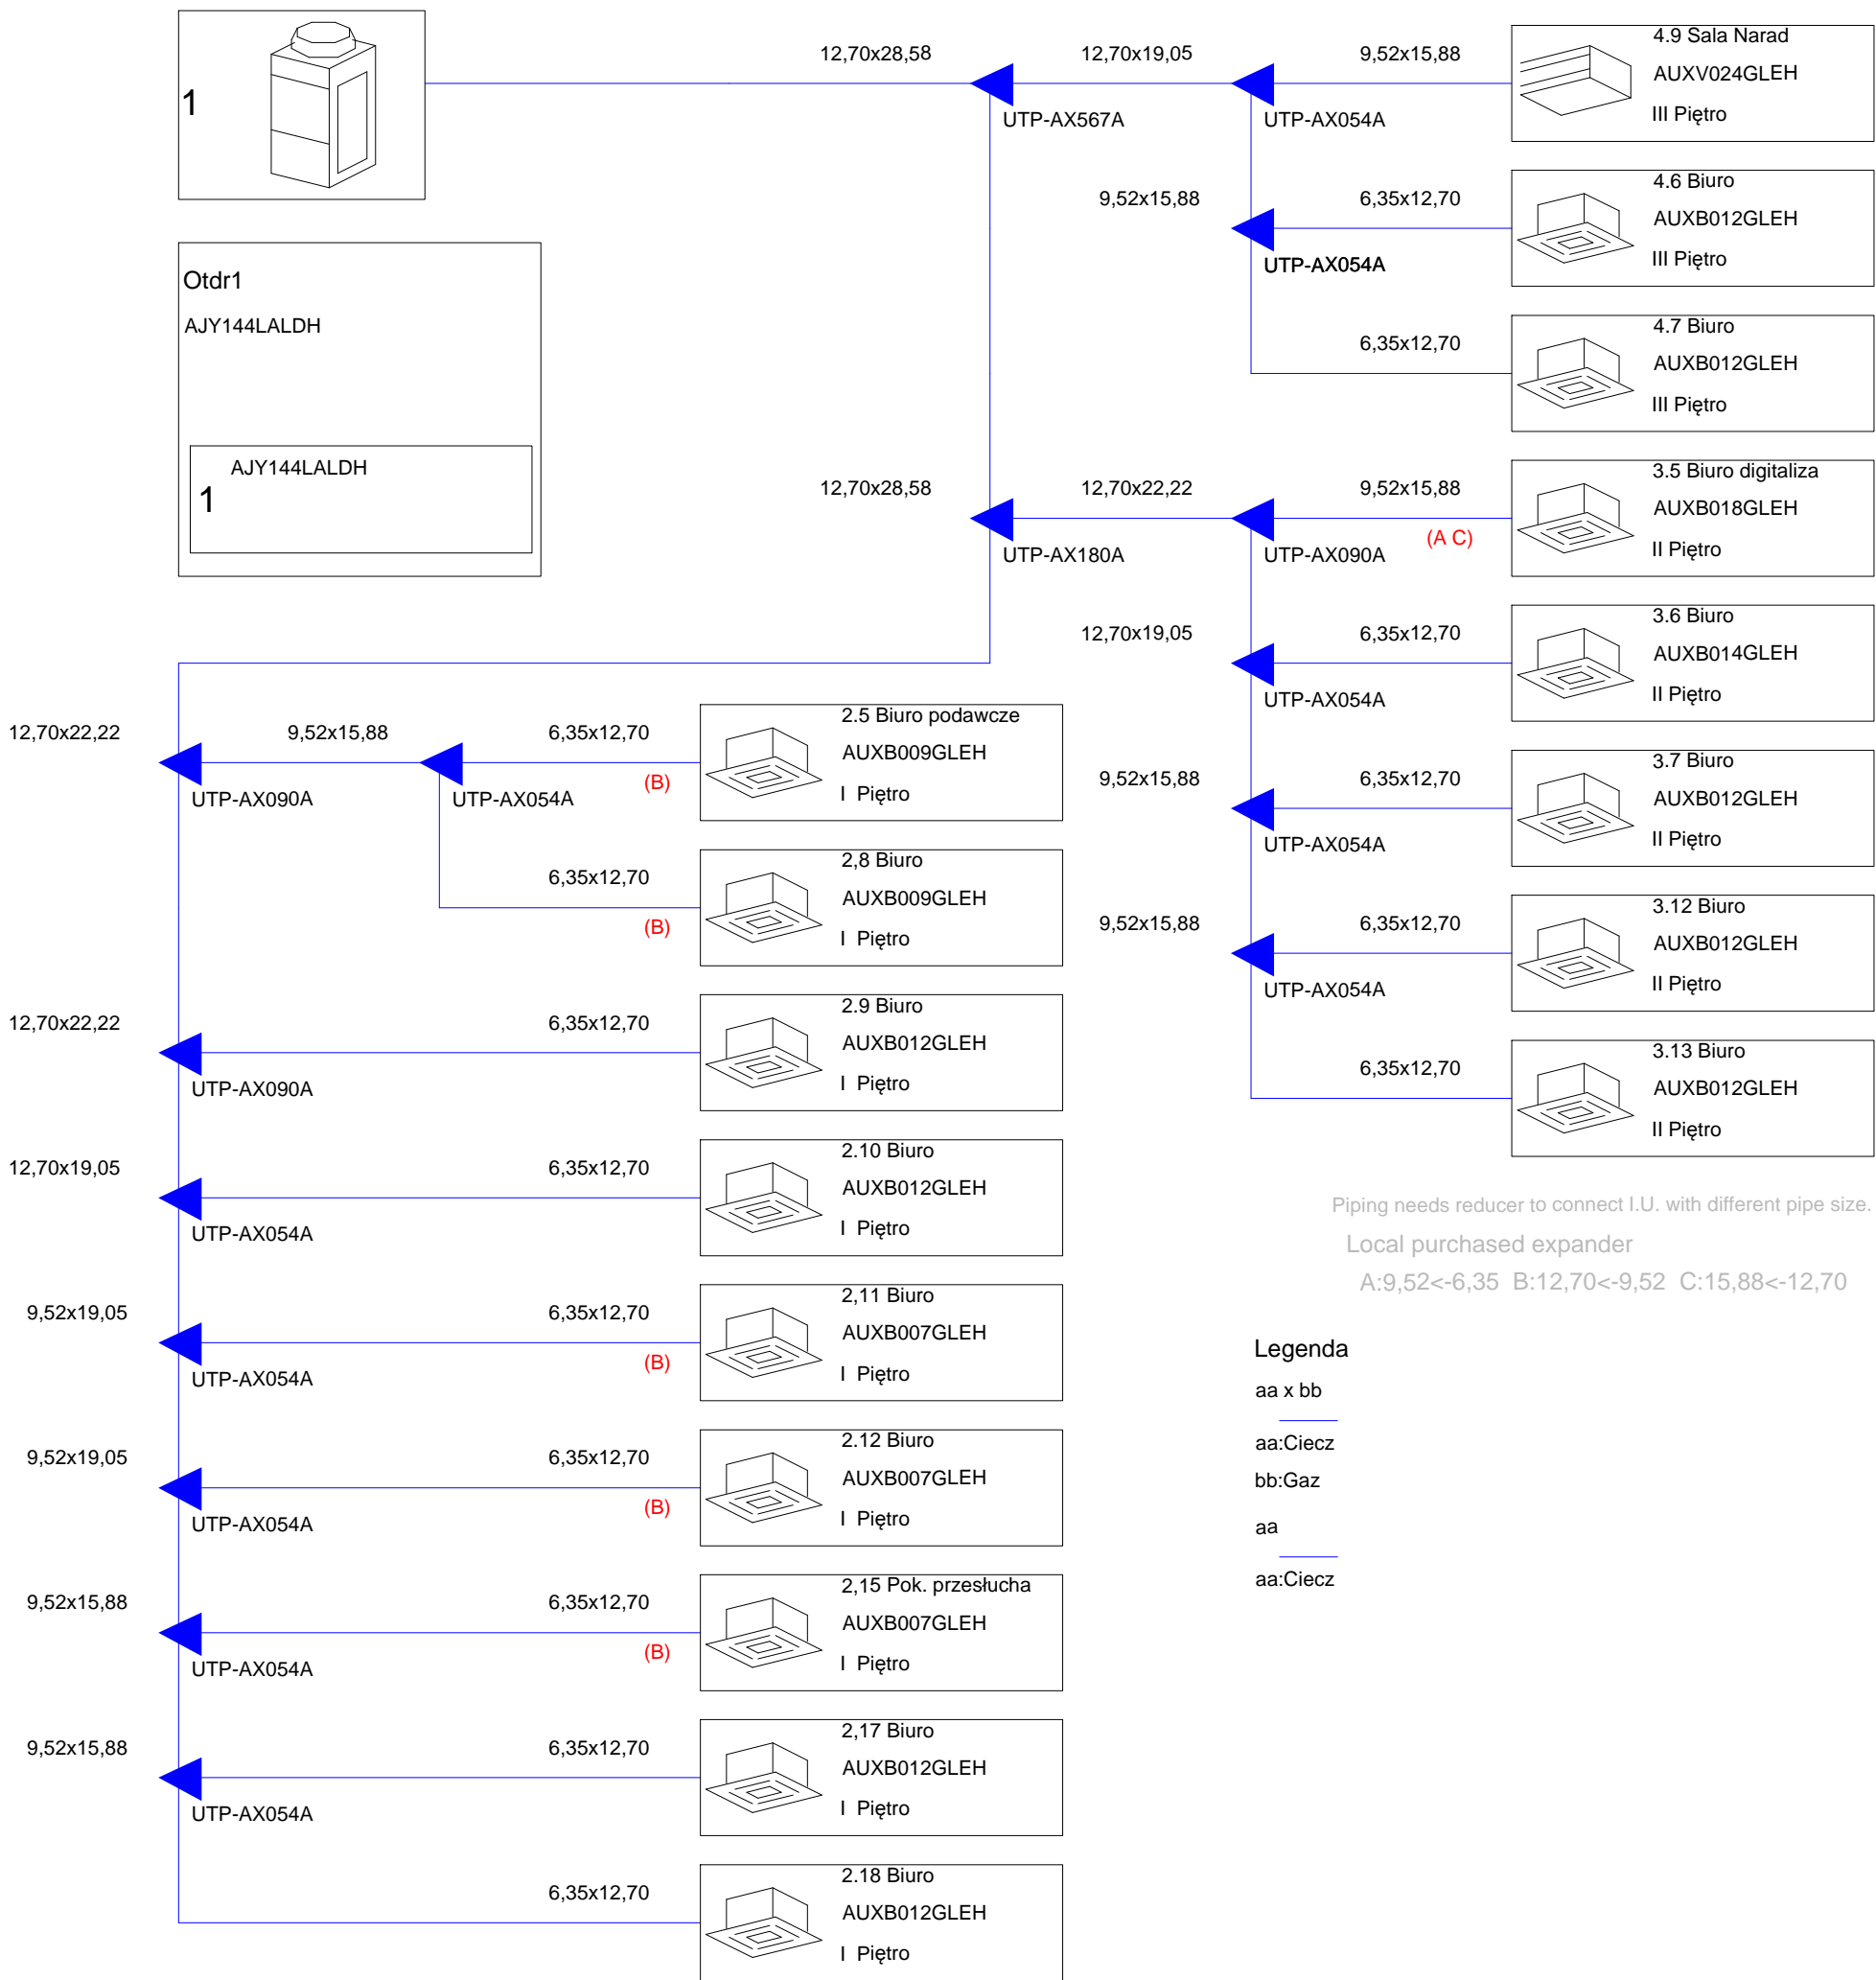 1
12,70x28,58
12,70x19,05
9,52x15,88
4.9 Sala Narad
AUXV024GLEH
III Piętro
UTP-AX567A
UTP-AX054A
9,52x15,88
6,35x12,70
4.6 Biuro
AUXB012GLEH
III Piętro
UTP-AX054A
6,35x12,70
4.7 Biuro
AUXB012GLEH
III Piętro
Otdr1
AJY144LALDH
AJY144LALDH
1
12,70x28,58
12,70x22,22
9,52x15,88
(A C)
3.5 Biuro digitaliza
AUXB018GLEH
II Piętro
UTP-AX180A
UTP-AX090A
12,70x19,05
6,35x12,70
3.6 Biuro
AUXB014GLEH
II Piętro
UTP-AX054A
9,52x15,88
6,35x12,70
3.7 Biuro
AUXB012GLEH
II Piętro
UTP-AX054A
9,52x15,88
6,35x12,70
3.12 Biuro
AUXB012GLEH
II Piętro
UTP-AX054A
6,35x12,70
3.13 Biuro
AUXB012GLEH
II Piętro
12,70x22,22
9,52x15,88
6,35x12,70
(B)
2.5 Biuro podawcze
AUXB009GLEH
I Piętro
UTP-AX090A
UTP-AX054A
6,35x12,70
(B)
2,8 Biuro
AUXB009GLEH
I Piętro
12,70x22,22
6,35x12,70
2.9 Biuro
AUXB012GLEH
I Piętro
UTP-AX090A
12,70x19,05
6,35x12,70
2.10 Biuro
AUXB012GLEH
I Piętro
UTP-AX054A
9,52x19,05
6,35x12,70
(B)
2,11 Biuro
AUXB007GLEH
I Piętro
UTP-AX054A
9,52x19,05
6,35x12,70
(B)
2.12 Biuro
AUXB007GLEH
I Piętro
UTP-AX054A
9,52x15,88
6,35x12,70
(B)
2,15 Pok. przesłucha
AUXB007GLEH
I Piętro
UTP-AX054A
9,52x15,88
6,35x12,70
2,17 Biuro
AUXB012GLEH
I Piętro
UTP-AX054A
6,35x12,70
2.18 Biuro
AUXB012GLEH
I Piętro
Piping needs reducer to connect I.U. with different pipe size.
Local purchased expander
A:9,52<-6,35 B:12,70<-9,52 C:15,88<-12,70
Legenda
aa x bb
aa:Ciecz
bb:Gaz
aa
aa:Ciecz